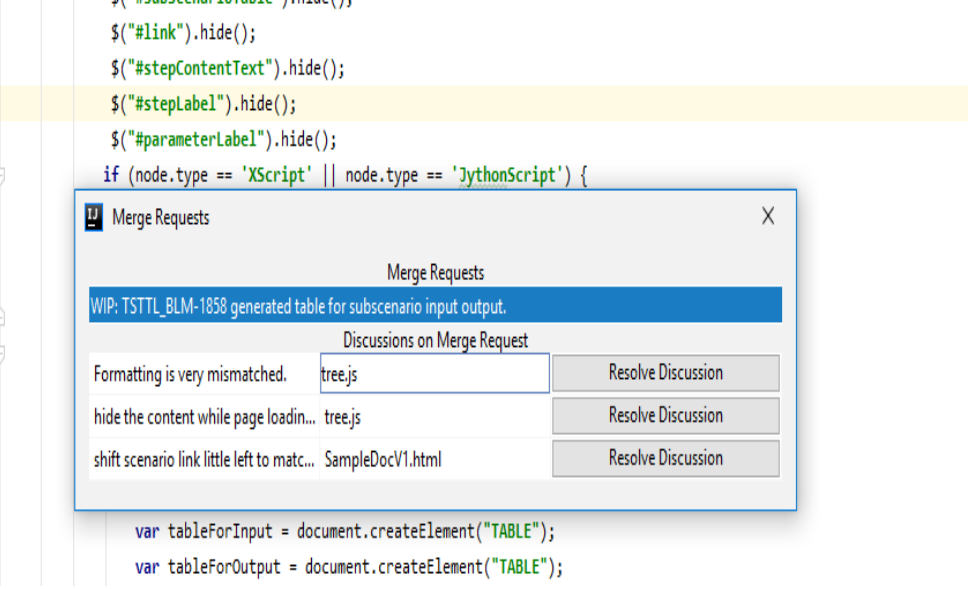 $("#subscenarioTable").hide();
$("#link").hide();
$("#stepContentText").hide();
$("#stepLabel").hide();
$("#parameterLabel").hide();
if (node.type == 'XScript' || node.type == 'JythonScript') {
IJ Merge Requests X
Merge Requests
WIP: TSTTL_BLM-1858 generated table for subscenario input output.
Discussions on Merge Request
Formatting is very mismatched. tree.js Resolve Discussion
hide the content while page loadin... tree.js Resolve Discussion
shift scenario link little left to matc... SampleDocV1.html Resolve Discussion
var tableForInput = document.createElement("TABLE");
var tableForOutput = document.createElement("TABLE");